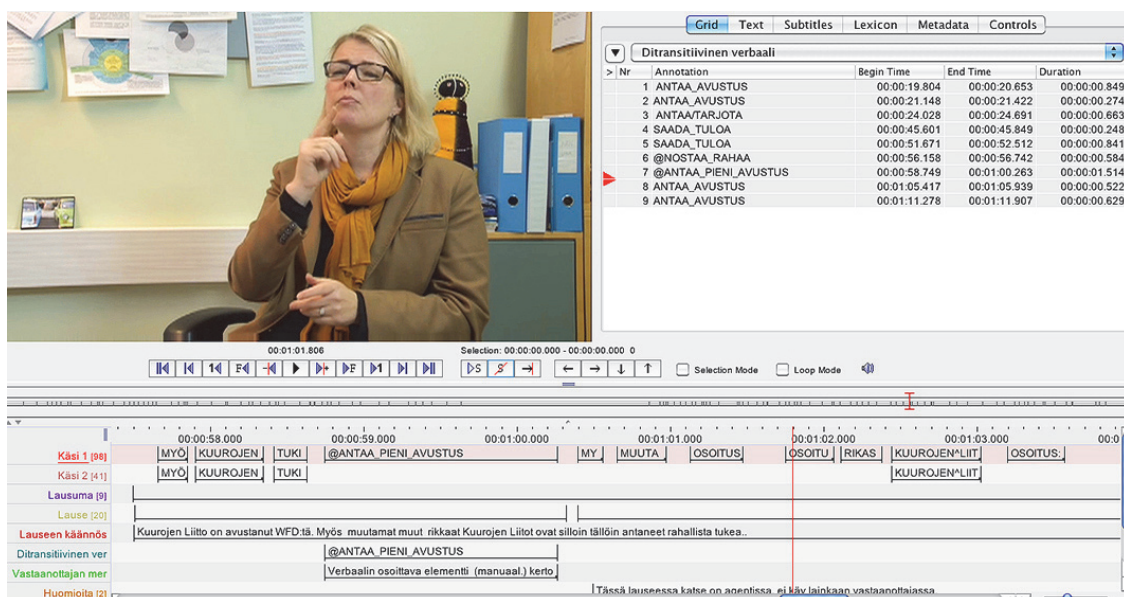 Grid Text Subtitles Lexicon Metadata Controls
Ditransitiivinen verbaali
> Nr Annotation Begin Time End Time Duration
1 ANTAA_AVUSTUS 00:00:19.804 00:00:20.653 00:00:00.849
2 ANTAA_AVUSTUS 00:00:21.148 00:00:21.422 00:00:00.274
3 ANTAA/TARJOTA 00:00:24.028 00:00:24.691 00:00:00.663
4 SAADA_TULOA 00:00:45.601 00:00:45.849 00:00:00.248
5 SAADA_TULOA 00:00:51.671 00:00:52.512 00:00:00.841
6 @NOSTAA_RAHAA 00:00:56.158 00:00:56.742 00:00:00.584
7 @ANTAA_PIENI_AVUSTUS 00:00:58.749 00:01:00.263 00:00:01.514
8 ANTAA_AVUSTUS 00:01:05.417 00:01:05.939 00:00:00.522
9 ANTAA_AVUSTUS 00:01:11.278 00:01:11.907 00:00:00.629
00:01:01.806 Selection: 00:00:00.000 - 00:00:00.000 0
1 F F 1 S S Selection Mode Loop Mode
00:00:58.000 00:00:59.000 00:01:00.000 00:01:01.000 00:01:02.000 00:01:03.000 00:0
Käsi 1 [98] MYÖ KUUROJEN TUKI @ANTAA_PIENI_AVUSTUS MY MUUTA OSOITUS OSOITU RIKAS KUUROJEN^LIIT OSOITUS:
Käsi 2 [41] MYÖ KUUROJEN TUKI KUUROJEN^LIIT
Lausuma [9]
Lause [20]
Lauseen käännös Kuurojen Liitto on avustanut WFD:tä. Myös muutamat muut rikkaat Kuurojen Liitot ovat silloin tällöin antaneet rahallista tukea..
Ditransitiivinen ver @ANTAA_PIENI_AVUSTUS
Vastaanottajan mer Verbaalin osoittava elementti (manuaal.) kerto
Huomioita [2] Tässä lauseessa katse on agentissa, ei käy lainkaan vastaanottajassa